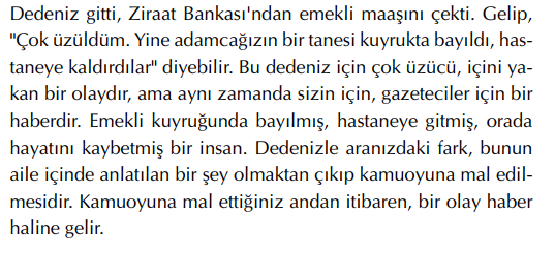 Dedeniz gitti, Ziraat Bankası'ndan emekli maaşını çekti. Gelip,
"Çok üzüldüm. Yine adamcağızın bir tanesi kuyrukta bayıldı, has-
taneye kaldırdılar" diyebilir. Bu dedeniz için çok üzücü, içini ya-
kan bir olaydır, ama aynı zamanda sizin için, gazeteciler için bir
haberdir. Emekli kuyruğunda bayılmış, hastaneye gitmiş, orada
hayatını kaybetmiş bir insan. Dedenizle aranızdaki fark, bunun
aile içinde anlatılan bir şey olmaktan çıkıp kamuoyuna mal edil-
mesidir. Kamuoyuna mal ettiğiniz andan itibaren, bir olay haber
haline gelir.